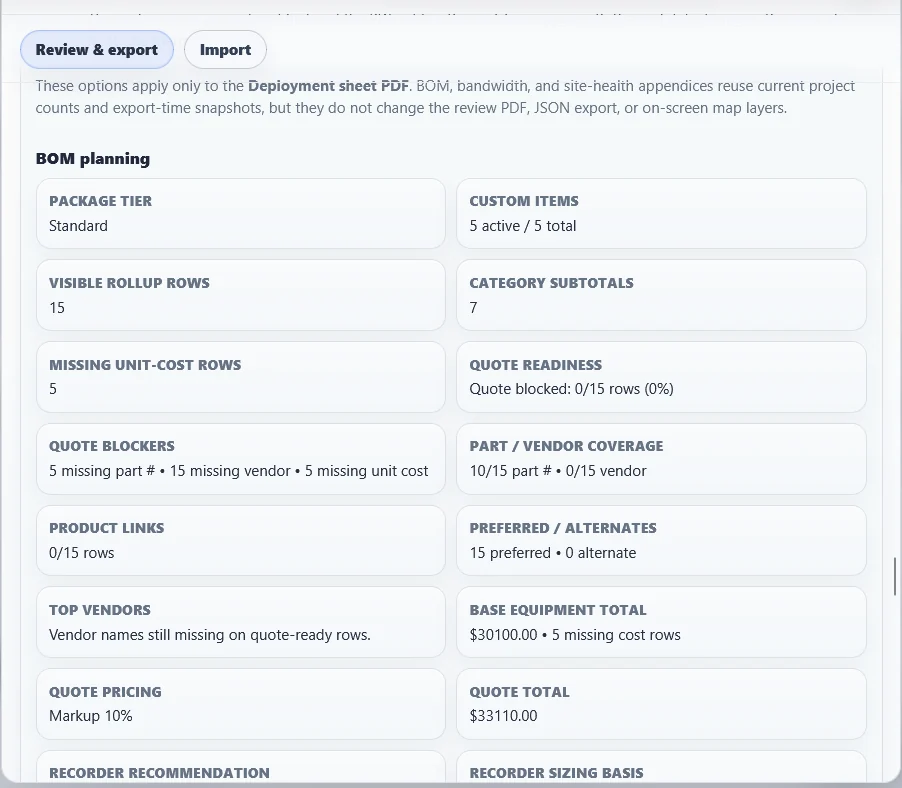 Review & export
Import
These options apply only to the Deployment sheet PDF. BOM, bandwidth, and site-health appendices reuse current project
counts and export-time snapshots, but they do not change the review PDF, JSON export, or on-screen map layers.
BOM planning
PACKAGE TIER
Standard
CUSTOM ITEMS
5 active / 5 total
VISIBLE ROLLUP ROWS
15
CATEGORY SUBTOTALS
7
MISSING UNIT-COST ROWS
5
QUOTE READINESS
Quote blocked: 0/15 rows (0%)
QUOTE BLOCKERS
5 missing part # • 15 missing vendor • 5 missing unit cost
PART / VENDOR COVERAGE
10/15 part # • 0/15 vendor
PRODUCT LINKS
0/15 rows
PREFERRED / ALTERNATES
15 preferred • 0 alternate
TOP VENDORS
Vendor names still missing on quote-ready rows.
BASE EQUIPMENT TOTAL
$30100.00 • 5 missing cost rows
QUOTE PRICING
Markup 10%
QUOTE TOTAL
$33110.00
RECORDER RECOMMENDATION
RECORDER SIZING BASIS